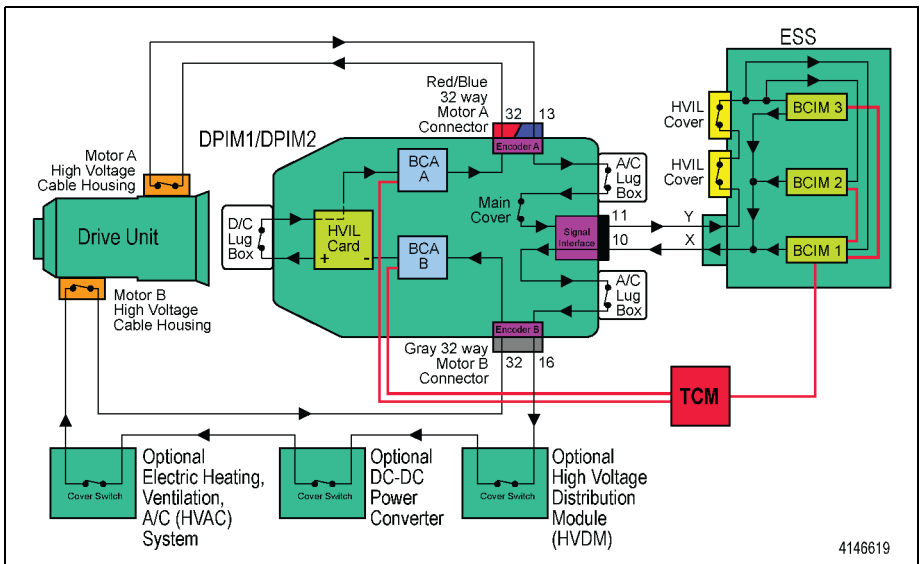 ESS
Red/Blue
32 way
Motor A
Connector
32
13
DPIM1/DPIM2
Encoder A
Motor A
High Voltage
Cable Housing
BCA
A
A/C
Lug
Box
HVIL
Cover
BCIM 3
HVIL
Cover
BCIM 2
Main
Cover
D/C
Lug
Box
HVIL
Card
+
-
Drive Unit
BCA
B
Signal
Interface
11
10
Y
X
BCIM 1
A/C
Lug
Box
Motor B
High Voltage
Cable Housing
Encoder B
Gray 32 way
Motor B
Connector
32
16
TCM
Cover Switch
Optional
Electric Heating,
Ventilation,
A/C (HVAC)
System
Cover Switch
Optional
DC-DC
Power
Converter
Cover Switch
Optional
High Voltage
Distribution
Module
(HVDM)
4146619